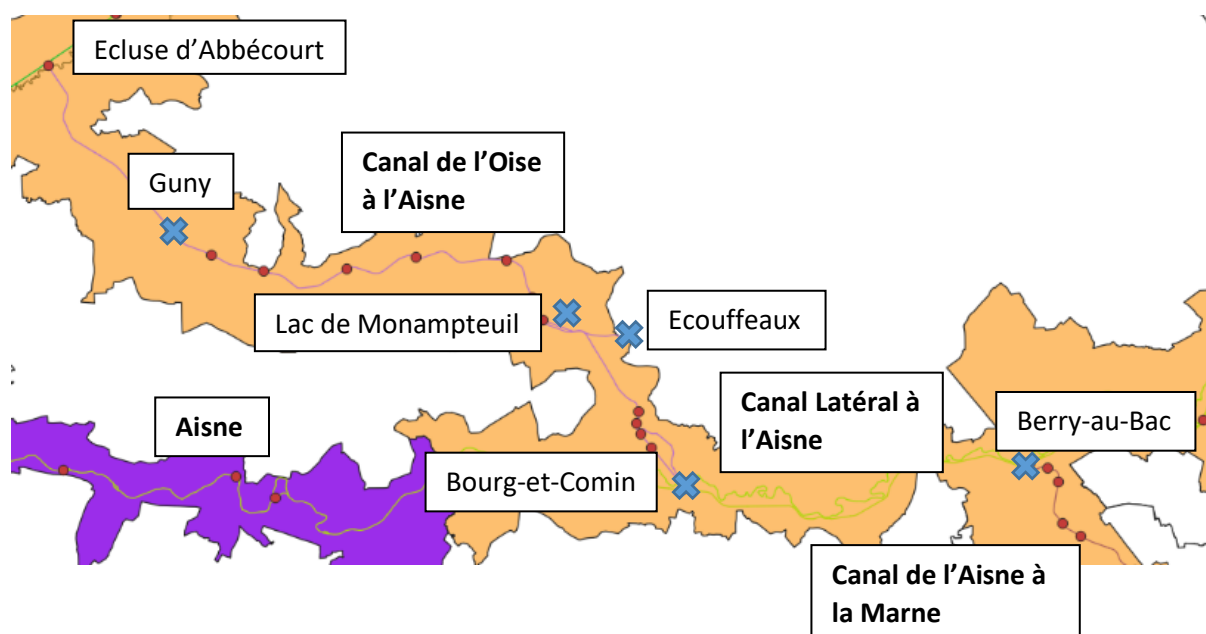 Ecluse d'Abbécourt
Guny
Canal de l'Oise
à l'Aisne
Lac de Monampteuil
Ecouffeaux
Aisne
Canal Latéral à
l'Aisne
Berry-au-Bac
Bourg-et-Comin
Canal de l'Aisne à
la Marne